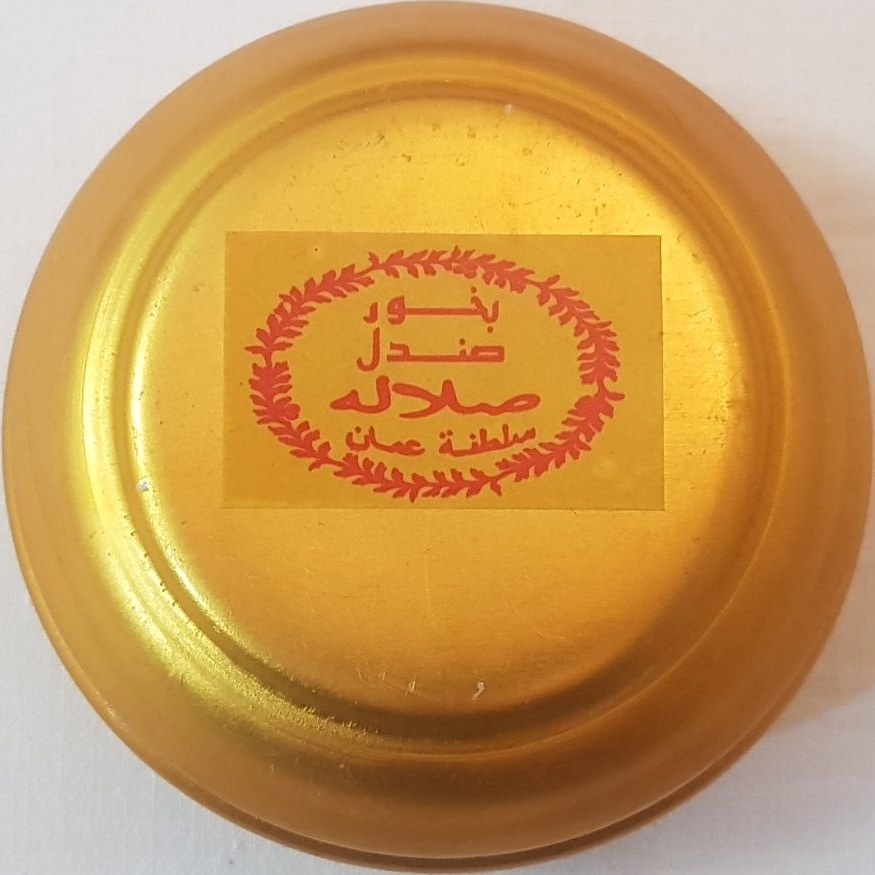 بخور
صندل
صلاله
سلطنة عمان